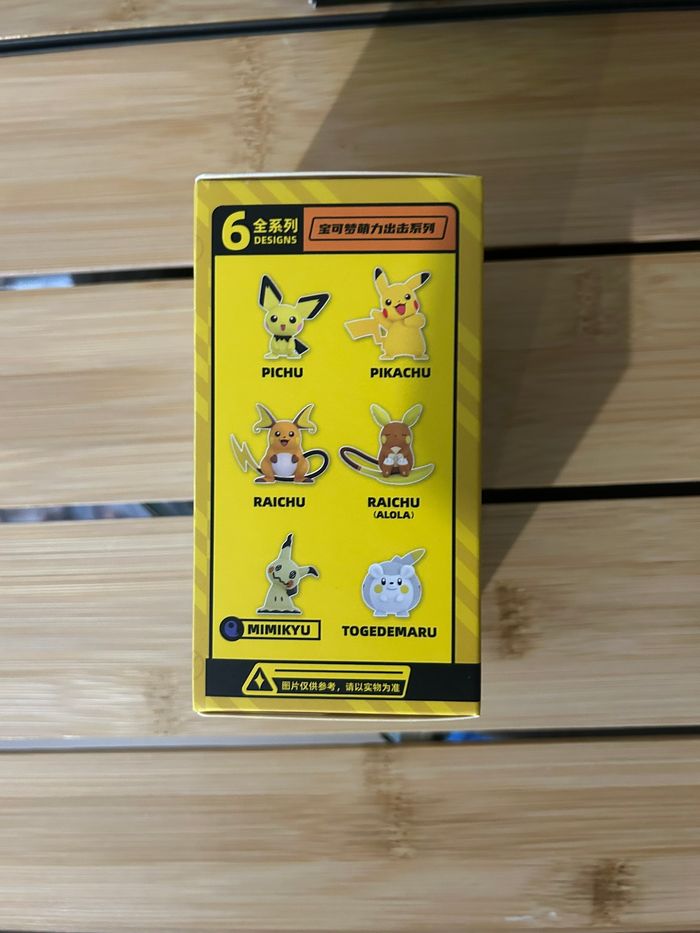 6 全系列
DESIGNS
宝可梦萌力出击系列
PICHU
PIKACHU
RAICHU
RAICHU
(ALOLA)
MIMIKYU
TOGEDEMARU
图片仅供参考，请以实物为准